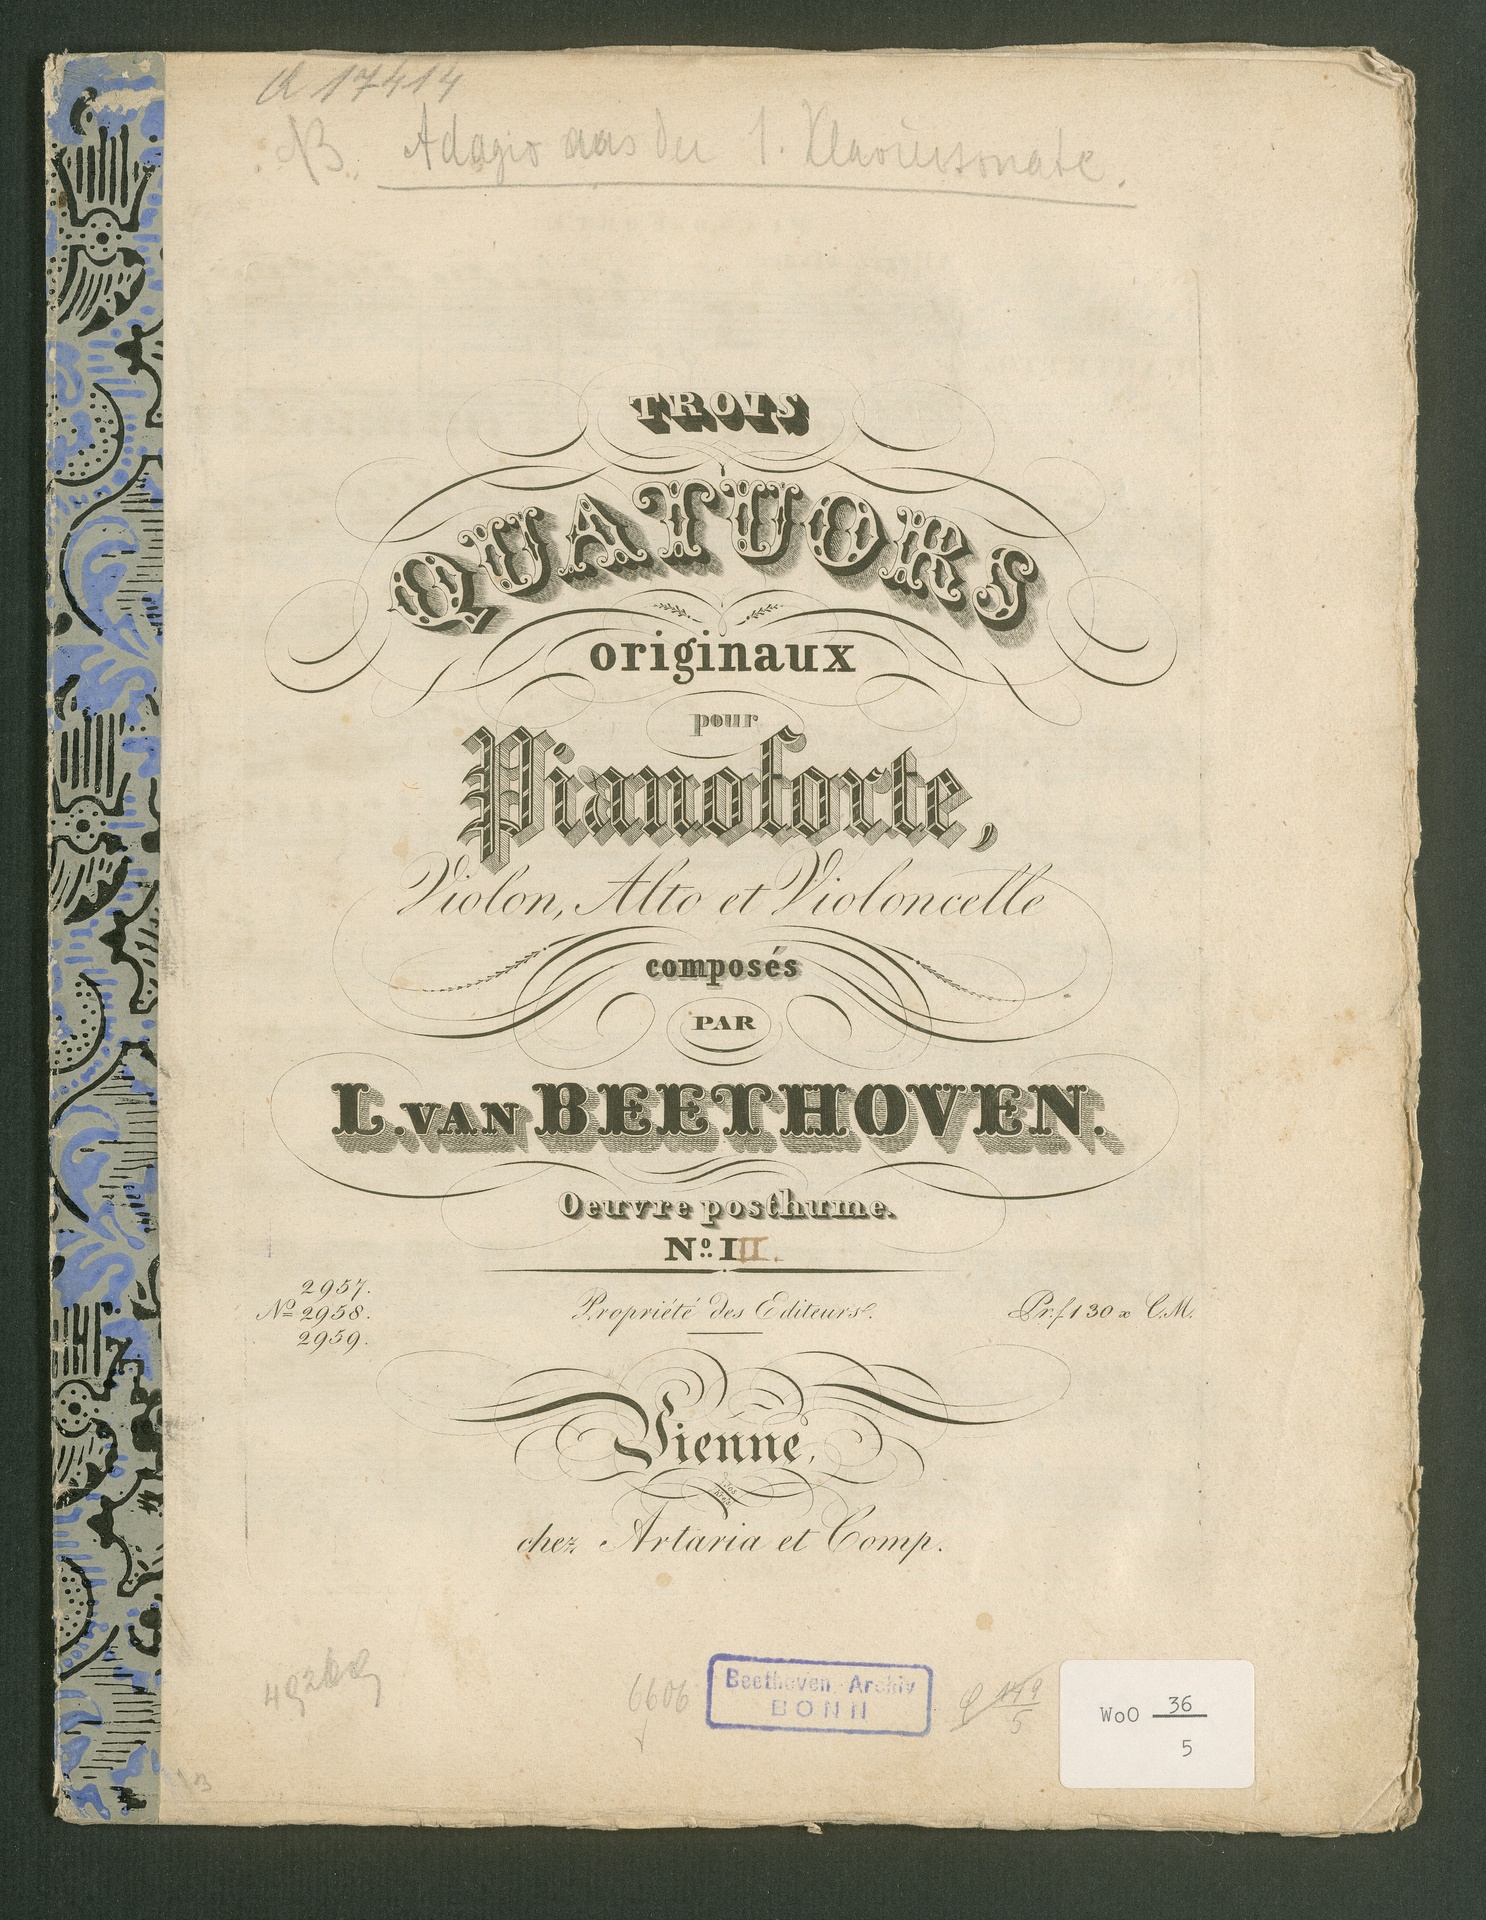 17414
NB. Adagio aus der 1. Klaviersonate.
TROIS
QUATUORS
originaux
pour
Pianoforte,
Violon, Alto et Violoncelle
composés
PAR
L. VAN BEETHOVEN.
Oeuvre posthume.
No. III.
2957.
No 2958. Propriété des Editeurs. Pr. f 1 30 x C.M.
2959.
Vienne,
chez Artaria et Comp.
6606
Beethoven-Archiv
BONN
WoO 36
5